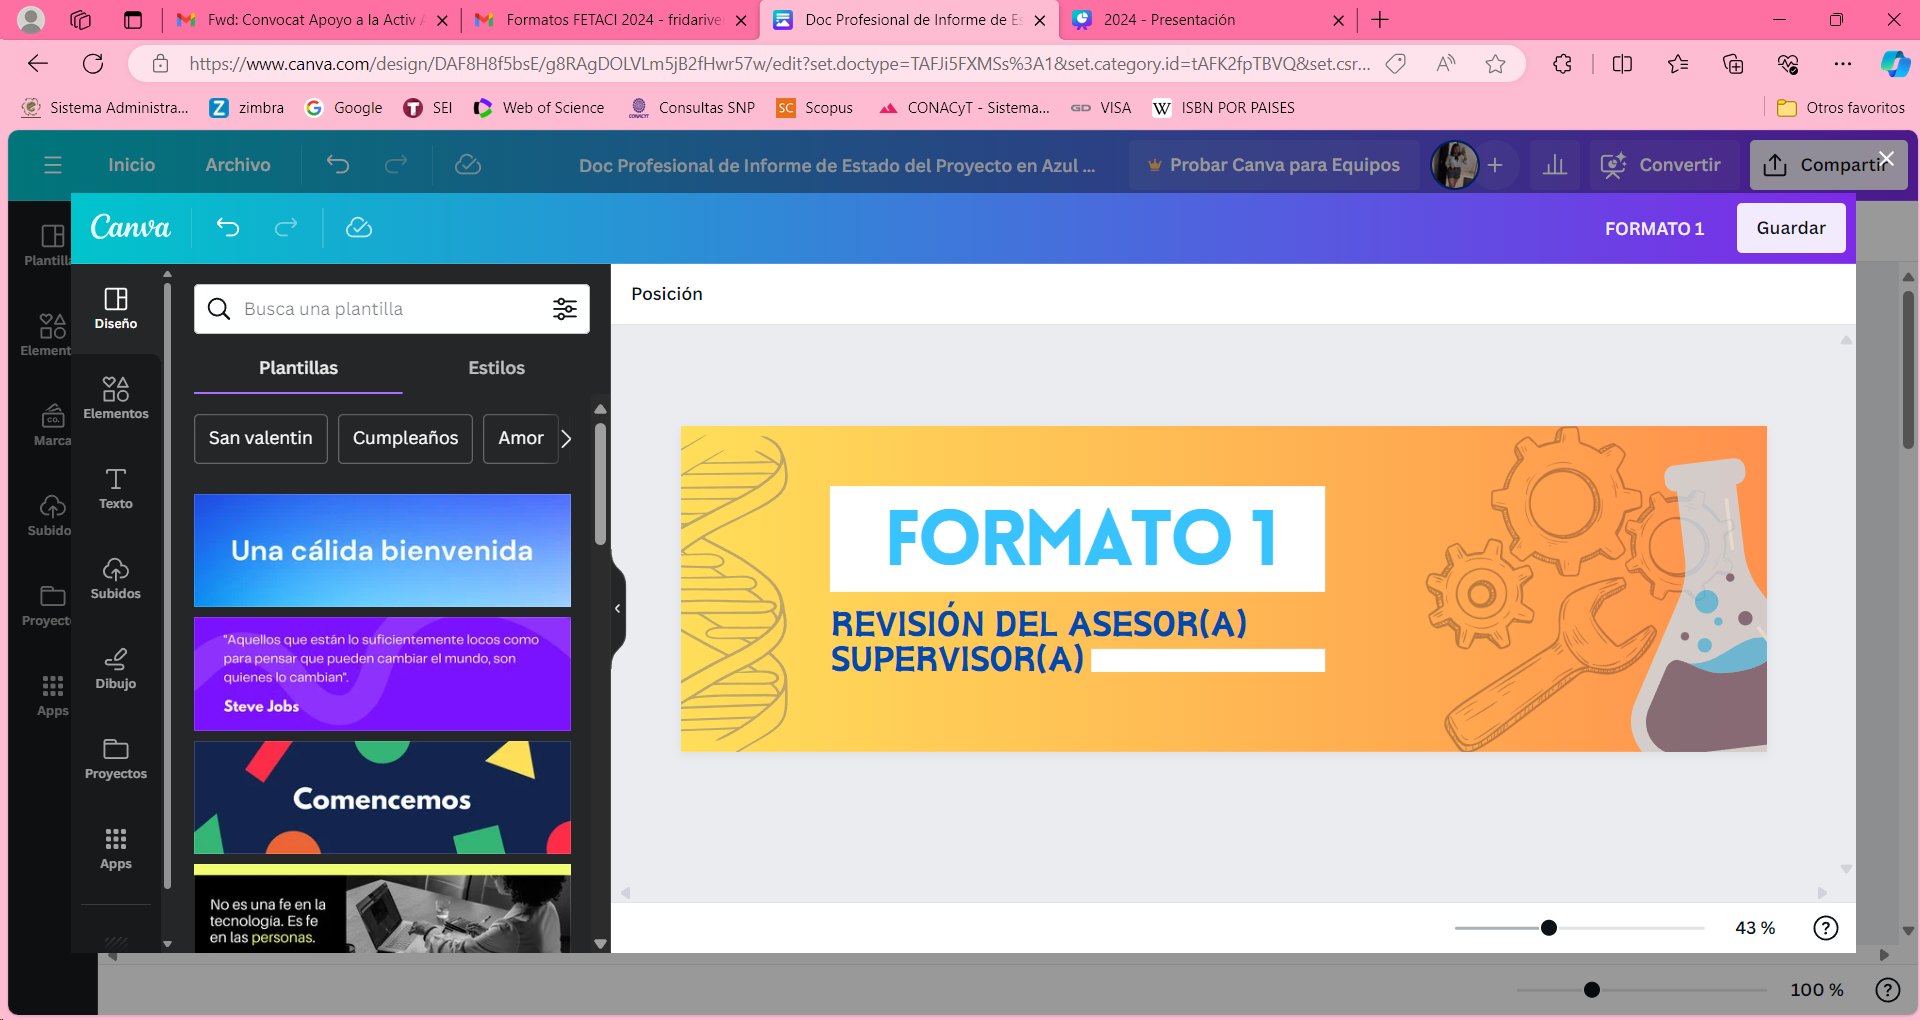 Fwd: Convocat Apoyo a la Activ A
Formatos FETACI 2024 - fridarive
Doc Profesional de Informe de Es
2024 - Presentación
https://www.canva.com/design/DAF8H8f5bsE/g8RAgDOLVLm5jB2fHwr57w/edit?set.doctype=TAFJi5FXMSs%3A1&set.category.id=tAFK2fpTBVQ&set.csr...
Sistema Administra...
zimbra
Google
SEI
Web of Science
Consultas SNP
Scopus
CONACyT - Sistema...
VISA
ISBN POR PAISES
Otros favoritos
Inicio
Archivo
Doc Profesional de Informe de Estado del Proyecto en Azul ...
Probar Canva para Equipos
Convertir
Compartir
Canva
FORMATO 1
Guardar
Plantilla
Element
Marca
Subido
Proyect
Apps
Diseño
Elementos
Texto
Subidos
Dibujo
Proyectos
Apps
Busca una plantilla
Plantillas
Estilos
San valentin
Cumpleaños
Amor
Una cálida bienvenida
"Aquellos que están lo suficientemente locos como
para pensar que pueden cambiar el mundo, son
quienes lo cambian".
Steve Jobs
Comencemos
No es una fe en la
tecnología. Es fe
en las personas.
Posición
FORMATO 1
REVISIÓN DEL ASESOR(A)
SUPERVISOR(A)
43 %
100 %